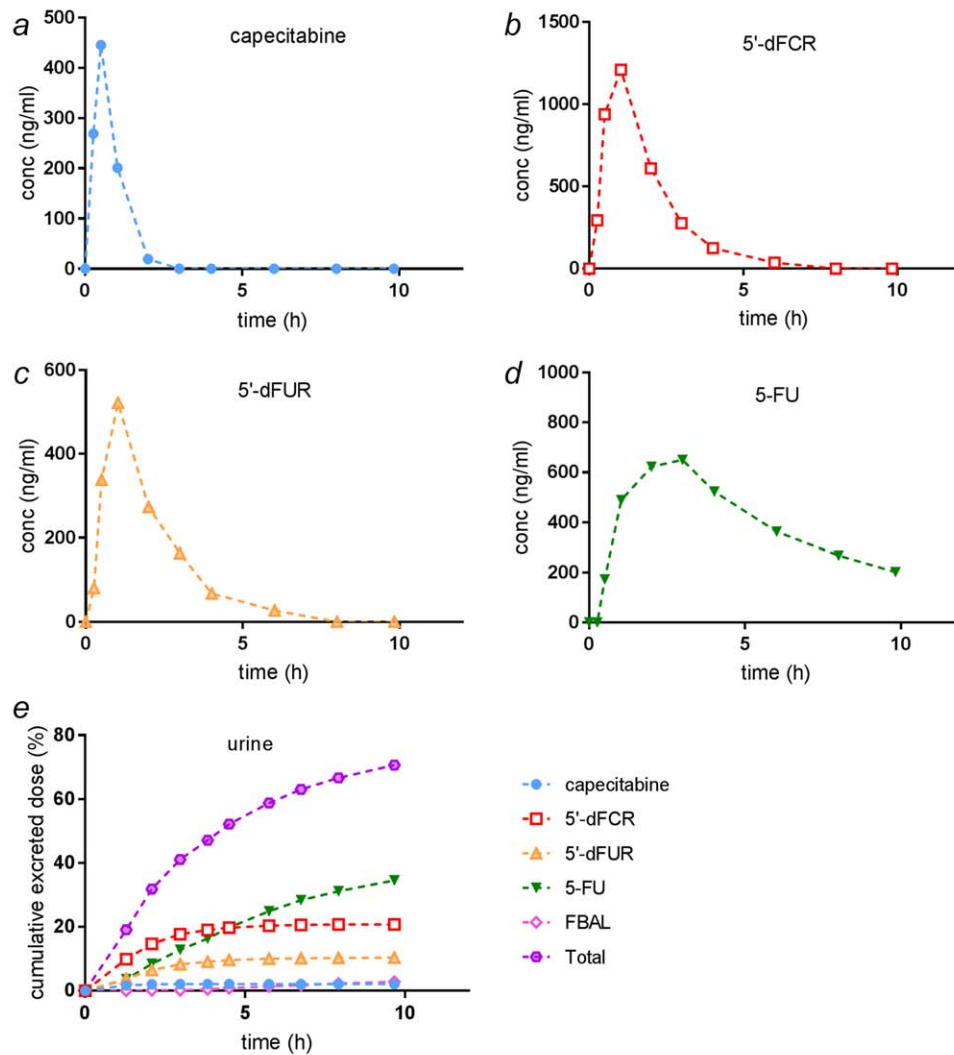 a
capecitabine
conc (ng/ml)
500
400
300
200
100
0
0
5
10
time (h)
b
5'-dFCR
conc (ng/ml)
1500
1000
500
0
0
5
10
time (h)
c
5'-dFUR
conc (ng/ml)
600
400
200
0
0
5
10
time (h)
d
5-FU
conc (ng/ml)
1000
800
600
400
200
0
0
5
10
time (h)
e
urine
cumulative excreted dose (%)
80
60
40
20
0
0
5
10
time (h)
capecitabine
5'-dFCR
5'-dFUR
5-FU
FBAL
Total